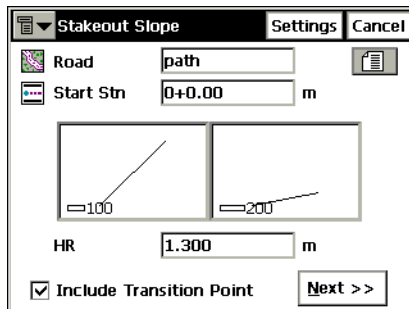 Stakeout Slope Settings Cancel
Road path
Start Stn 0+0.00 m
100 200
HR 1.300 m
Include Transition Point Next >>